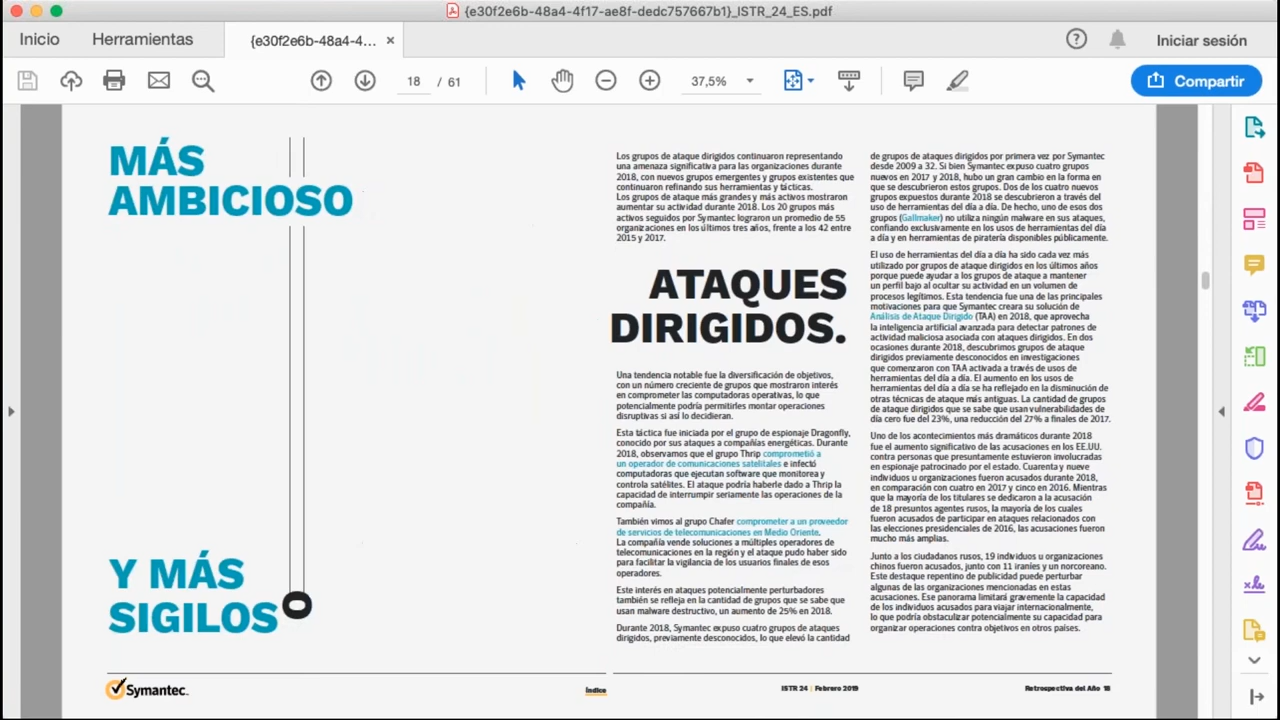 {e30f2e6b-48a4-4f17-ae8f-dedc757667b1}_ISTR_24_ES.pdf
Inicio
Herramientas
{e30f2e6b-48a4-4... ×
Iniciar sesión
18 / 61
37,5%
Compartir
MÁS
AMBICIOSO
Y MÁS
SIGILOSO
Los grupos de ataque dirigidos continuaron representando
una amenaza significativa para las organizaciones durante
2018, con nuevos grupos emergentes y grupos existentes que
continuaron refinando sus herramientas y tácticas.
Los grupos de ataque más grandes y más activos mostraron
aumentar su actividad durante 2018. Los 20 grupos más
activos seguidos por Symantec lograron un promedio de 55
organizaciones en los últimos tres años, frente a los 42 entre
2015 y 2017.
ATAQUES
DIRIGIDOS.
Una tendencia notable fue la diversificación de objetivos,
con un número creciente de grupos que mostraron interés
en comprometer las computadoras operativas, lo que
potencialmente podría permitirles montar operaciones
disruptivas si así lo decidieran.
Esta táctica fue iniciada por el grupo de espionaje Dragonfly,
conocido por sus ataques a compañías energéticas. Durante
2018, observamos que el grupo Thrip comprometió a
un operador de comunicaciones satelitales e infectó
computadoras que ejecutan software que monitorea y
controla satélites. El ataque podría haberle dado a Thrip la
capacidad de interrumpir seriamente las operaciones de la
compañía.
También vimos al grupo Chafer comprometer a un proveedor
de servicios de telecomunicaciones en Medio Oriente.
La compañía vende soluciones a múltiples operadores de
telecomunicaciones en la región y el ataque pudo haber sido
para facilitar la vigilancia de los usuarios finales de esos
operadores.
Este interés en ataques potencialmente perturbadores
también se refleja en la cantidad de grupos que se sabe que
usan malware destructivo, un aumento de 25% en 2018.
Durante 2018, Symantec expuso cuatro grupos de ataques
dirigidos, previamente desconocidos, lo que elevó la cantidad
de grupos de ataques dirigidos por primera vez por Symantec
desde 2009 a 32. Si bien Symantec expuso cuatro grupos
nuevos en 2017 y 2018, hubo un gran cambio en la forma en
que se descubrieron estos grupos. Dos de los cuatro nuevos
grupos expuestos durante 2018 se descubrieron a través del
uso de herramientas del día a día. De hecho, uno de esos dos
grupos (Gallmaker) no utiliza ningún malware en sus ataques,
confiando exclusivamente en los usos de herramientas del día
a día y en herramientas de piratería disponibles públicamente.
El uso de herramientas del día a día ha sido cada vez más
utilizado por grupos de ataque dirigidos en los últimos años
porque puede ayudar a los grupos de ataque a mantener
un perfil bajo al ocultar su actividad en un volumen de
procesos legítimos. Esta tendencia fue una de las principales
motivaciones para que Symantec creara su solución de
Análisis de Ataque Dirigido (TAA) en 2018, que aprovecha
la inteligencia artificial avanzada para detectar patrones de
actividad maliciosa asociada con ataques dirigidos. En dos
ocasiones durante 2018, descubrimos grupos de ataque
dirigidos previamente desconocidos en investigaciones
que comenzaron con TAA activada a través de usos de
herramientas del día a día. El aumento en los usos de
herramientas del día a día se ha reflejado en la disminución de
otras técnicas de ataque más antiguas. La cantidad de grupos
de ataque dirigidos que se sabe que usan vulnerabilidades de
día cero fue del 23%, una reducción del 27% a finales de 2017.
Uno de los acontecimientos más dramáticos durante 2018
fue el aumento significativo de las acusaciones en los EE.UU.
contra personas que presuntamente estuvieron involucradas
en espionaje patrocinado por el estado. Cuarenta y nueve
individuos u organizaciones fueron acusados durante 2018,
en comparación con cuatro en 2017 y cinco en 2016. Mientras
que la mayoría de los titulares se dedicaron a la acusación
de 18 presuntos agentes rusos, la mayoría de los cuales
fueron acusados de participar en ataques relacionados con
las elecciones presidenciales de 2016, las acusaciones fueron
mucho más amplias.
Junto a los ciudadanos rusos, 19 individuos u organizaciones
chinos fueron acusados, junto con 11 iraníes y un norcoreano.
Este destaque repentino de publicidad puede perturbar
algunas de las organizaciones mencionadas en estas
acusaciones. Ese panorama limitará gravemente la capacidad
de los individuos acusados para viajar internacionalmente,
lo que podría obstaculizar potencialmente su capacidad para
organizar operaciones contra objetivos en otros países.
Symantec.
Índice
ISTR 24 | Febrero 2019
Retrospectiva del Año 18